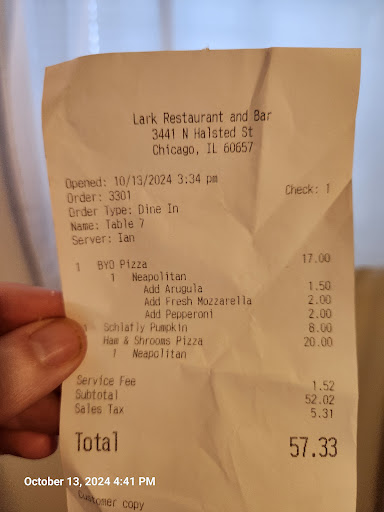 Lark Restaurant and Bar
3441 N Halsted St
Chicago, IL 60657
Opened: 10/13/2024 3:34 pm
Order: 3301 Check: 1
Order Type: Dine In
Name: Table 7
Server: Ian
1 BYO Pizza 17.00
1 Neapolitan
Add Arugula 1.50
Add Fresh Mozzarella 2.00
Add Pepperoni 2.00
1 Schlafly Pumpkin 8.00
Ham & Shrooms Pizza 20.00
1 Neapolitan
Service Fee 1.52
Subtotal 52.02
Sales Tax 5.31
Total 57.33
October 13, 2024 4:41 PM
Customer copy